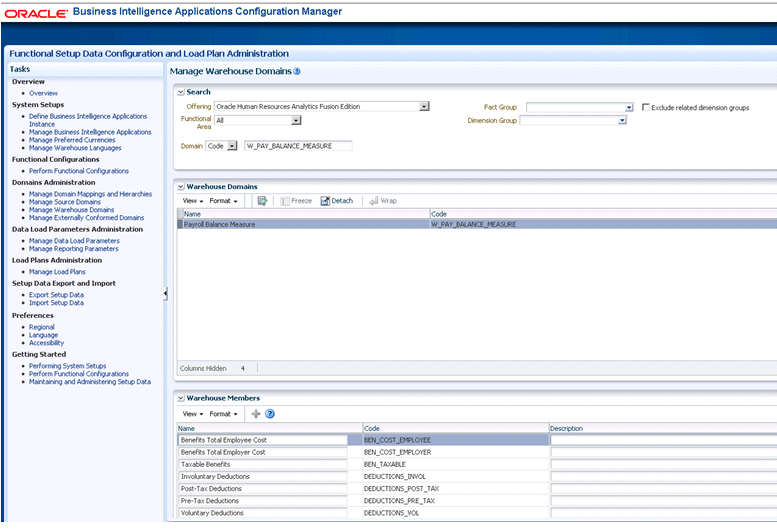 ORACLE Business Intelligence Applications Configuration Manager
Functional Setup Data Configuration and Load Plan Administration
Tasks
Overview
Overview
System Setups
Define Business Intelligence Applications
Instance
Manage Business Intelligence Applications
Manage Preferred Currencies
Manage Warehouse Languages
Functional Configurations
Perform Functional Configurations
Domains Administration
Manage Domain Mappings and Hierarchies
Manage Source Domains
Manage Warehouse Domains
Manage Externally Conformed Domains
Data Load Parameters Administration
Manage Data Load Parameters
Manage Reporting Parameters
Load Plans Administration
Manage Load Plans
Setup Data Export and Import
Export Setup Data
Import Setup Data
Preferences
Regional
Language
Accessibility
Getting Started
Performing System Setups
Perform Functional Configurations
Maintaining and Administering Setup Data
Manage Warehouse Domains
Search
Offering Oracle Human Resources Analytics Fusion Edition Fact Group Exclude related dimension groups
Functional All Dimension Group
Area
Domain Code W_PAY_BALANCE_MEASURE
Warehouse Domains
View Format Freeze Detach Wrap
Name Code
Payroll Balance Measure W_PAY_BALANCE_MEASURE
Columns Hidden 4
Warehouse Members
View Format
Name Code Description
Benefits Total Employee Cost BEN_COST_EMPLOYEE
Benefits Total Employer Cost BEN_COST_EMPLOYER
Taxable Benefits BEN_TAXABLE
Involuntary Deductions DEDUCTIONS_INVOL
Post-Tax Deductions DEDUCTIONS_POST_TAX
Pre-Tax Deductions DEDUCTIONS_PRE_TAX
Voluntary Deductions DEDUCTIONS_VOL